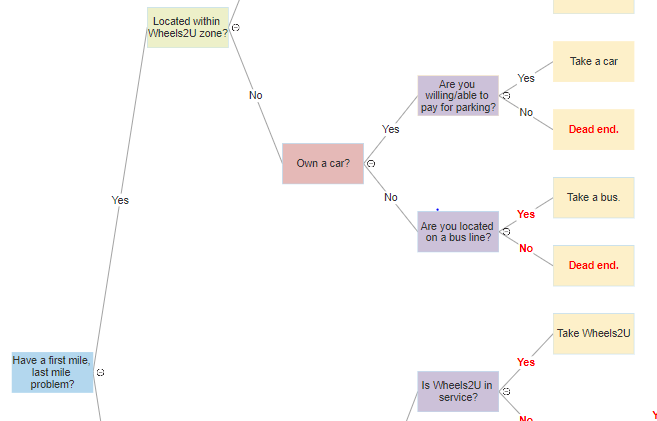 Located within
Wheels2U zone?
No
Yes
Own a car?
Yes
No
Are you
willing/able to
pay for parking?
Yes
No
Take a car
Dead end.
Are you located
on a bus line?
Yes
No
Take a bus.
Dead end.
Have a first mile,
last mile
problem?
Is Wheels2U in
service?
Yes
No
Take Wheels2U
Y